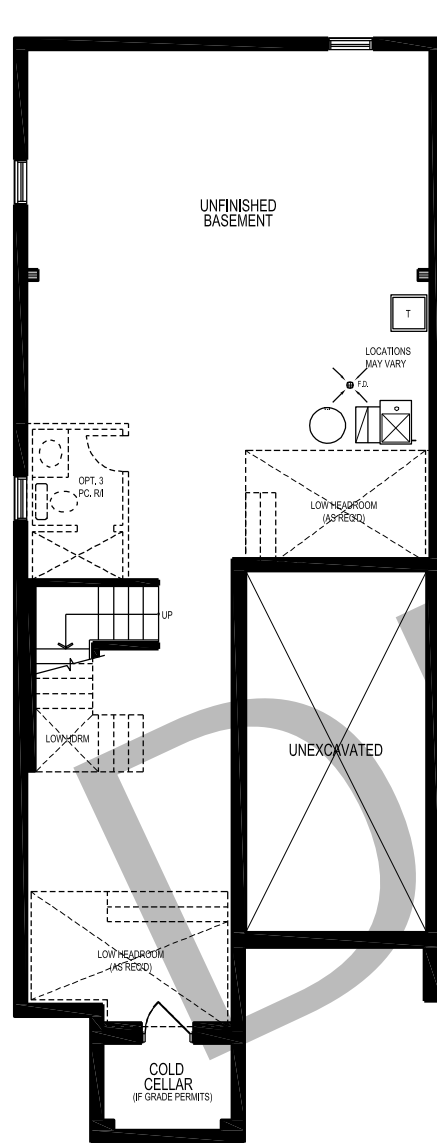 UNFINISHED
BASEMENT
T
LOCATIONS
MAY VARY
F.D.
OPT. 3
PC. R/I
LOW HEADROOM
(AS REQ'D)
UP
LOW HDRM
UNEXCAVATED
LOW HEADROOM
(AS REQ'D)
COLD
CELLAR
(IF GRADE PERMITS)